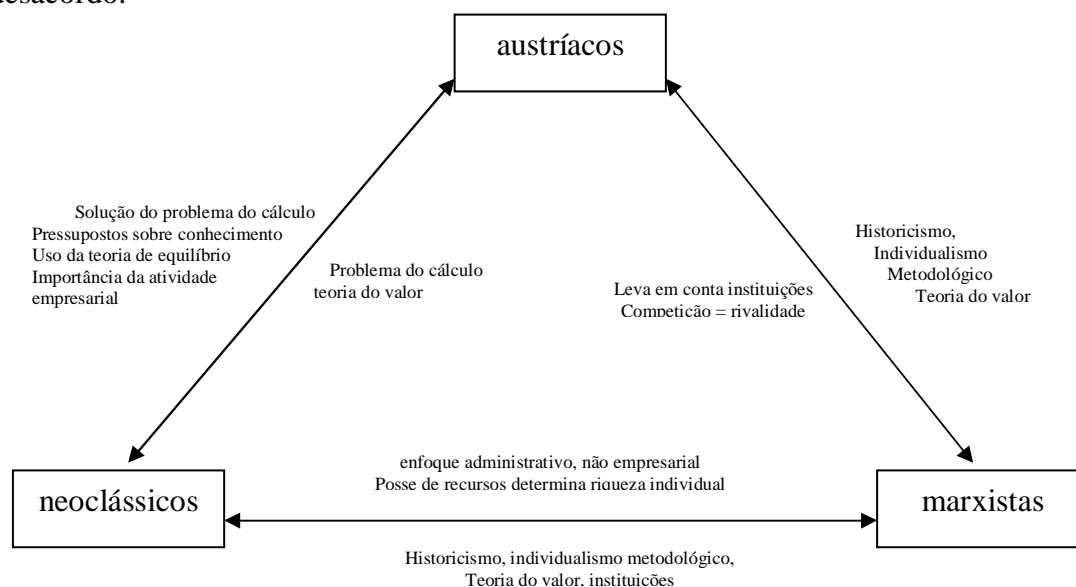 desacordo.
austríacos
Solução do problema do cálculo
Pressupostos sobre conhecimento
Uso da teoria de equilíbrio
Importância da atividade
empresarial
Problema do cálculo
teoria do valor
Leva em conta instituições
Competição = rivalidade
Historicismo,
Individualismo
Metodológico
Teoria do valor
neoclássicos
enfoque administrativo, não empresarial
Posse de recursos determina riqueza individual
marxistas
Historicismo, individualismo metodológico,
Teoria do valor, instituições